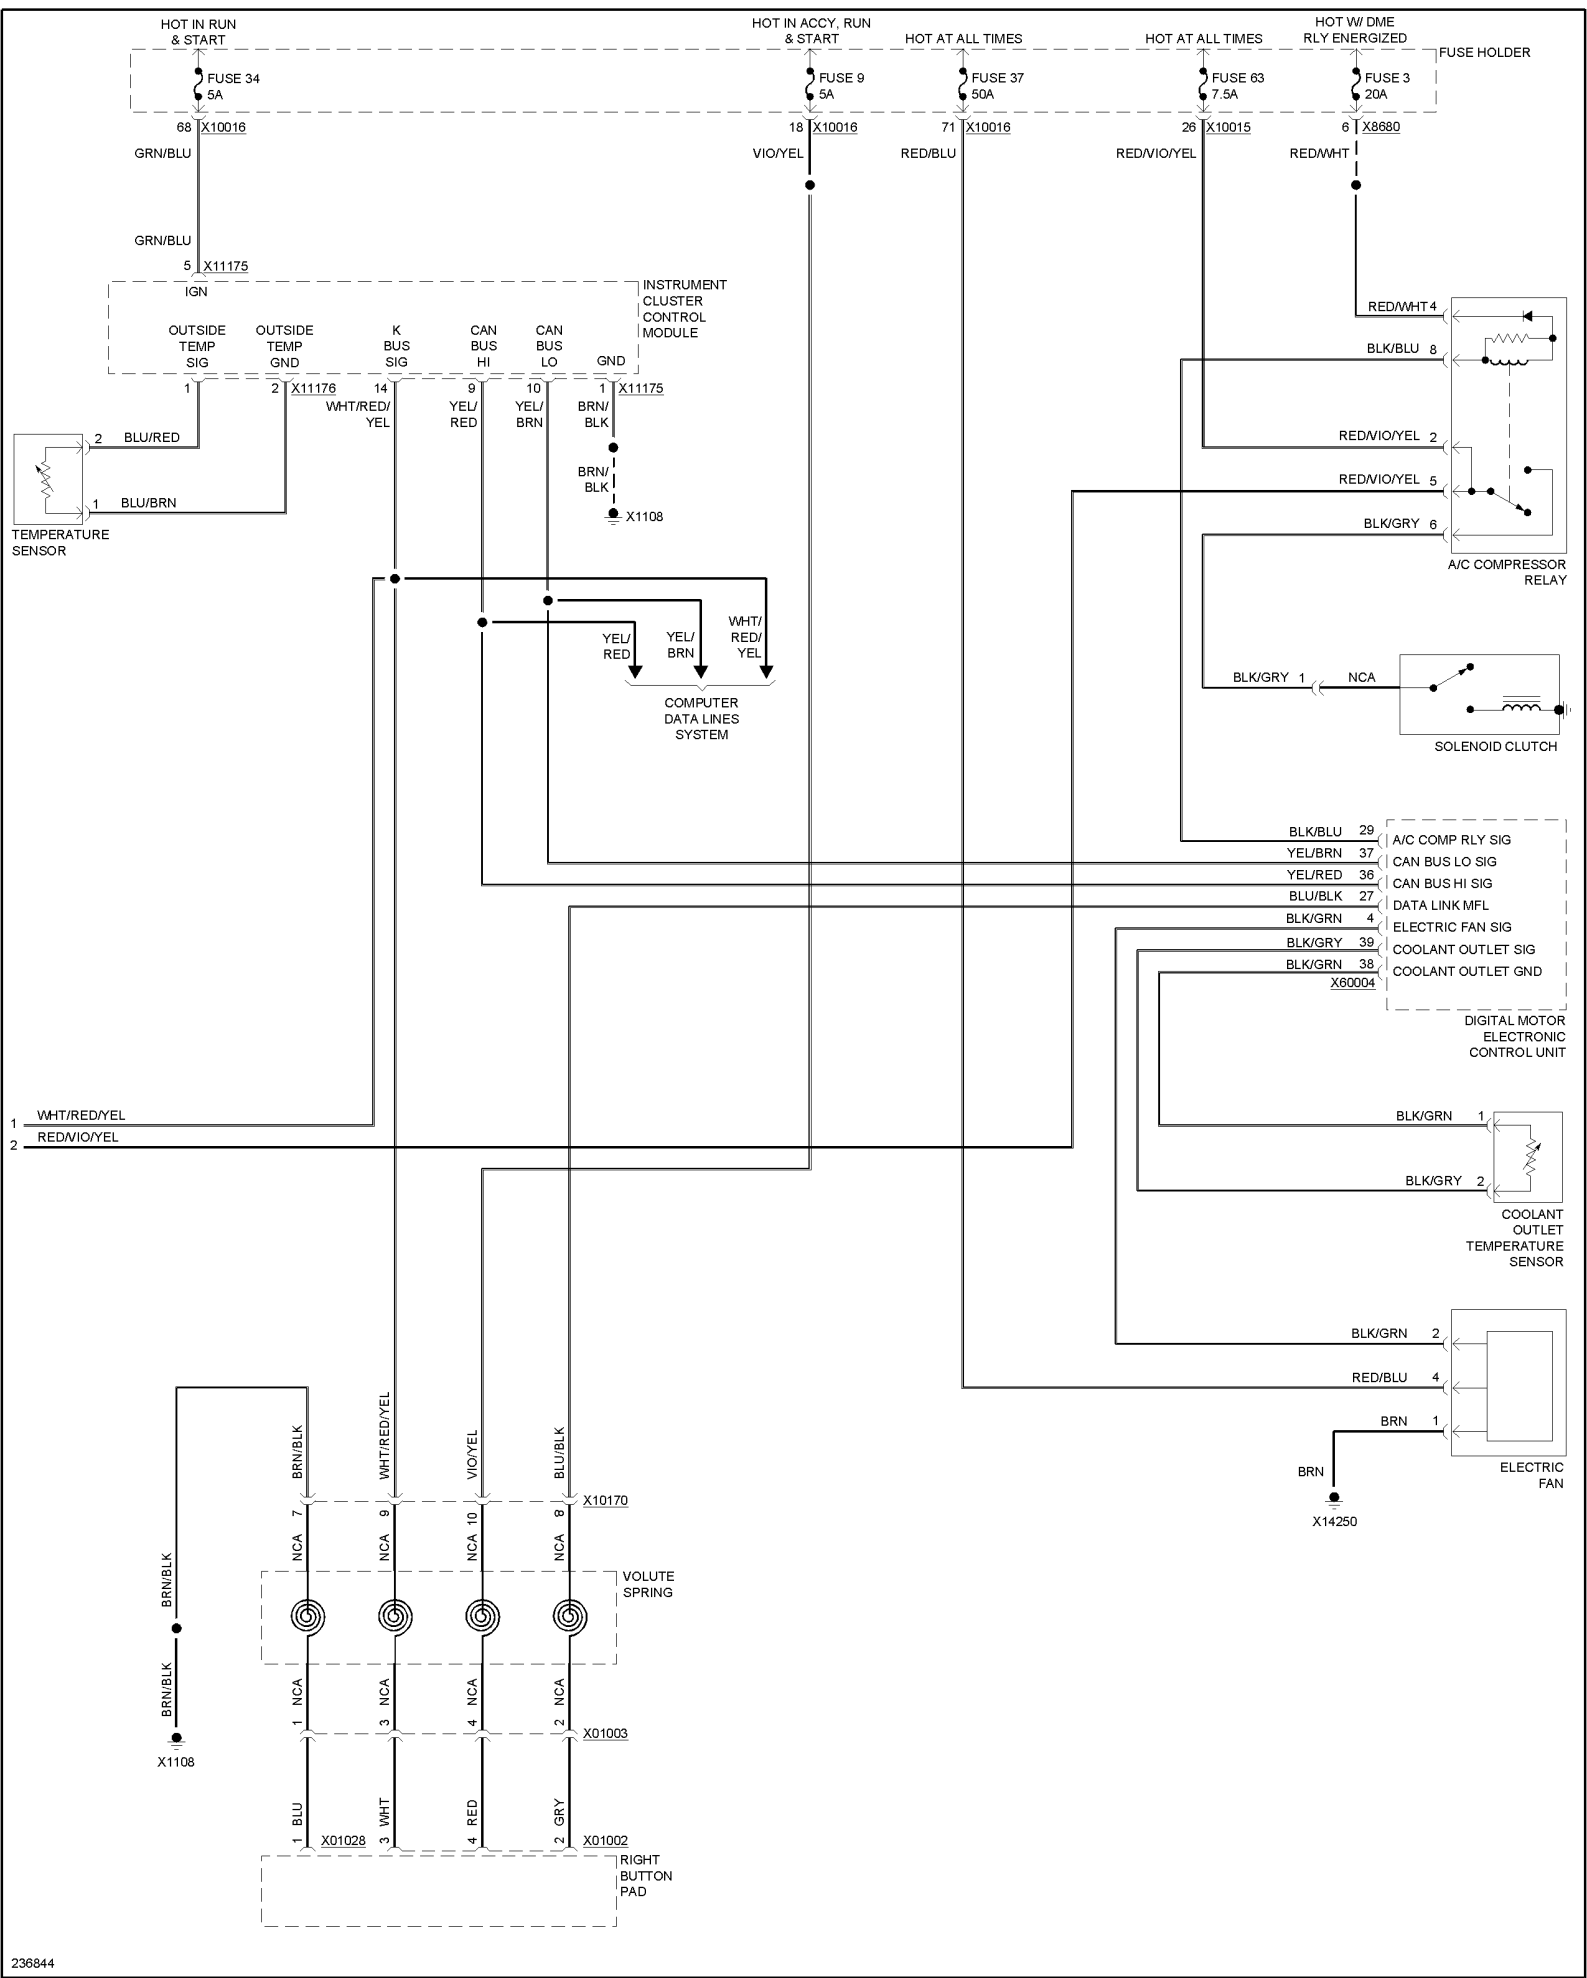 HOT IN RUN
& START
HOT IN ACCY, RUN
& START
HOT AT ALL TIMES
HOT AT ALL TIMES
HOT W/ DME
RLY ENERGIZED
FUSE HOLDER
FUSE 34
5A
FUSE 9
5A
FUSE 37
50A
FUSE 63
7.5A
FUSE 3
20A
68 X10016
18 X10016
71 X10016
26 X10015
6 X8680
GRN/BLU
VIO/YEL
RED/BLU
RED/VIO/YEL
RED/WHT
GRN/BLU
5 X11175
IGN
INSTRUMENT
CLUSTER
CONTROL
MODULE
OUTSIDE
TEMP
SIG
OUTSIDE
TEMP
GND
K
BUS
SIG
CAN
BUS
HI
CAN
BUS
LO
GND
1
2 X11176
14
9
10
1 X11175
WHT/RED/
YEL
YEL/
RED
YEL/
BRN
BRN/
BLK
BRN/
BLK
X1108
2 BLU/RED
1 BLU/BRN
TEMPERATURE
SENSOR
RED/WHT 4
BLK/BLU 8
RED/VIO/YEL 2
RED/VIO/YEL 5
BLK/GRY 6
A/C COMPRESSOR
RELAY
YEL/
RED
YEL/
BRN
WHT/
RED/
YEL
COMPUTER
DATA LINES
SYSTEM
BLK/GRY 1 NCA
SOLENOID CLUTCH
BLK/BLU 29 A/C COMP RLY SIG
YEL/BRN 37 CAN BUS LO SIG
YEL/RED 36 CAN BUS HI SIG
BLU/BLK 27 DATA LINK MFL
BLK/GRN 4 ELECTRIC FAN SIG
BLK/GRY 39 COOLANT OUTLET SIG
BLK/GRN 38 COOLANT OUTLET GND
X60004
DIGITAL MOTOR
ELECTRONIC
CONTROL UNIT
1 WHT/RED/YEL
2 RED/VIO/YEL
BLK/GRN 1
BLK/GRY 2
COOLANT
OUTLET
TEMPERATURE
SENSOR
BLK/GRN 2
RED/BLU 4
BRN 1
BRN
X14250
ELECTRIC
FAN
BRN/BLK
WHT/RED/YEL
VIO/YEL
BLU/BLK
X10170
7
9
10
8
NCA
NCA
NCA
NCA
VOLUTE
SPRING
BRN/BLK
BRN/BLK
X1108
NCA
NCA
NCA
NCA
1
3
4
2
X01003
BLU
WHT
RED
GRY
1 X01028
3
4
2 X01002
RIGHT
BUTTON
PAD
236844